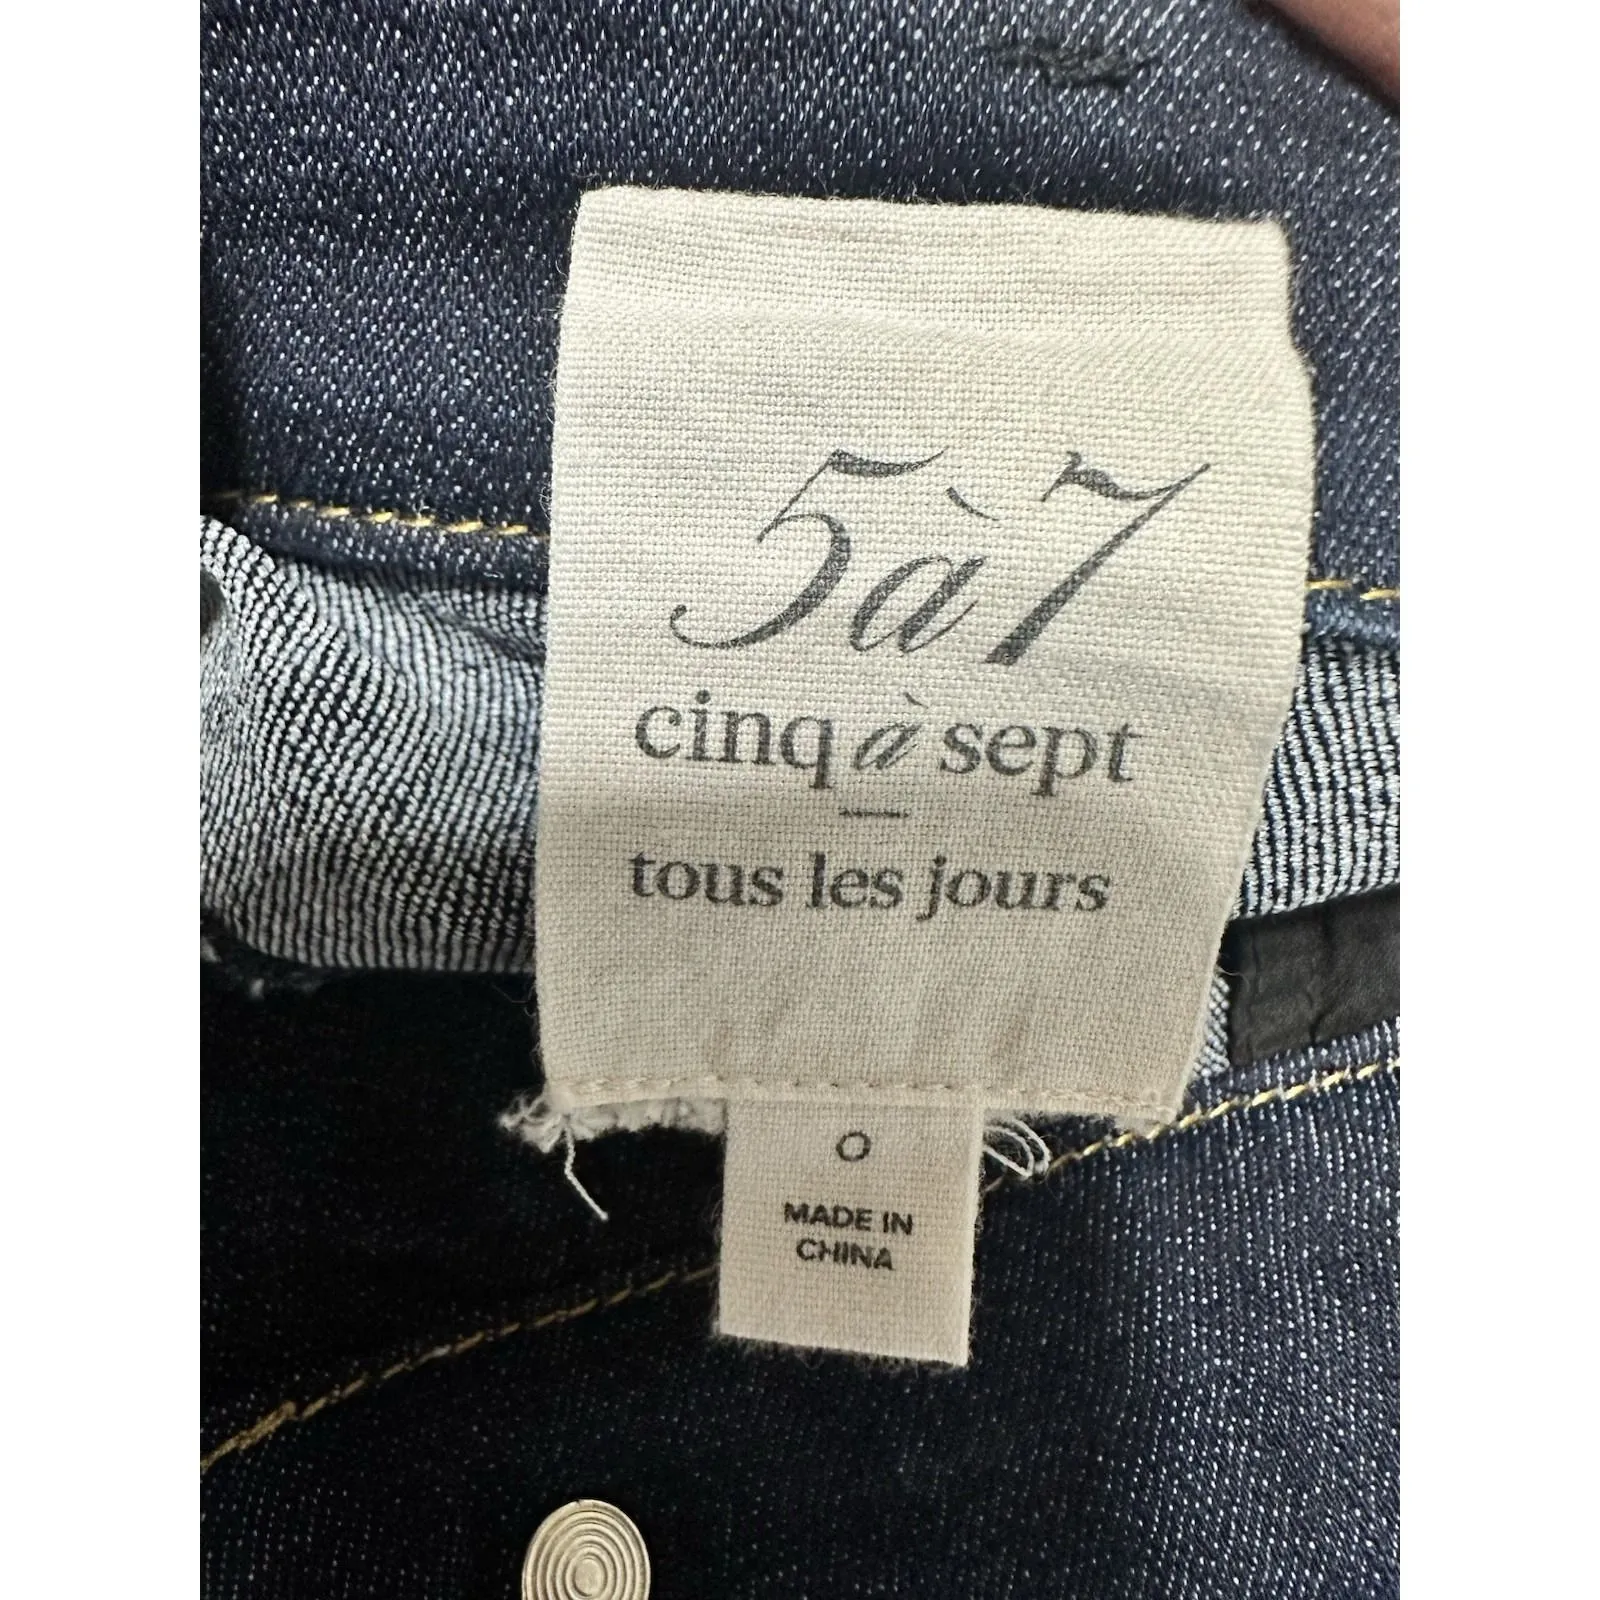 5à7
cinq à sept
—
tous les jours
0
MADE IN
CHINA